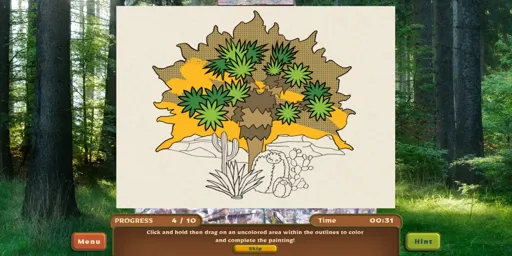 PROGRESS 4 / 10 Time 00:31
Click and hold then drag on an uncolored area within the outlines to color
and complete the painting!
Menu Skip Hint